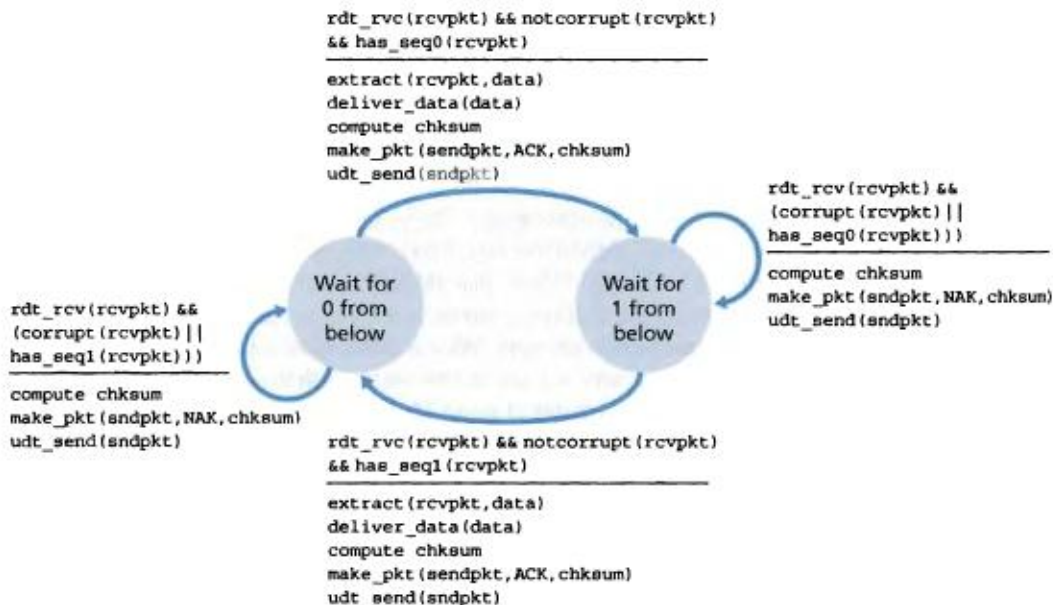 rdt_rvc(rcvpkt) && notcorrupt(rcvpkt)
&& has_seq0(rcvpkt)
extract(rcvpkt,data)
deliver_data(data)
compute chksum
make_pkt(sendpkt,ACK,chksum)
udt_send(sndpkt)
rdt_rcv(rcvpkt) &&
(corrupt(rcvpkt)||
has_seq0(rcvpkt)))
compute chksum
make_pkt(sndpkt,NAK,chksum)
udt_send(sndpkt)
Wait for
0 from
below
Wait for
1 from
below
rdt_rcv(rcvpkt) &&
(corrupt(rcvpkt)||
has_seq1(rcvpkt)))
compute chksum
make_pkt(sndpkt,NAK,chksum)
udt_send(sndpkt)
rdt_rvc(rcvpkt) && notcorrupt(rcvpkt)
&& has_seq1(rcvpkt)
extract(rcvpkt,data)
deliver_data(data)
compute chksum
make_pkt(sendpkt,ACK,chksum)
udt_send(sndpkt)